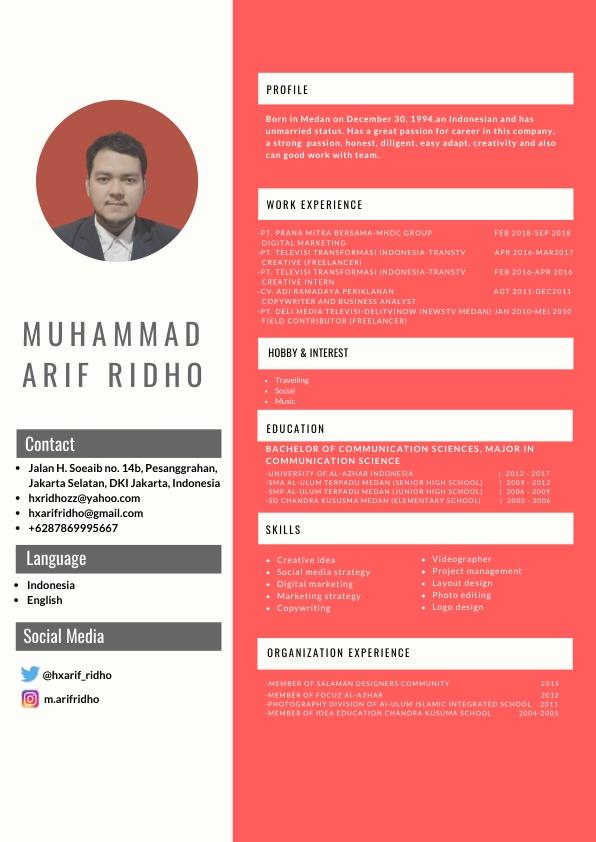 MUHAMMAD
ARIF RIDHO
Contact
Jalan H. Soeaib no. 14b, Pesanggrahan,
Jakarta Selatan, DKI Jakarta, Indonesia
hxridhozz@yahoo.com
hxarifridho@gmail.com
+6287869995667
Language
Indonesia
English
Social Media
@hxarif_ridho
m.arifridho
PROFILE
Born in Medan on December 30, 1994,an Indonesian and has
unmarried status. Has a great passion for career in this company,
a strong passion, honest, diligent, easy adapt, creativity and also
can good work with team.
WORK EXPERIENCE
-PT. PRANA MITRA BERSAMA-MHDC GROUP FEB 2018-SEP 2018
DIGITAL MARKETING
-PT. TELEVISI TRANSFORMASI INDONESIA-TRANSTV APR 2016-MAR2017
CREATIVE (FREELANCER)
-PT. TELEVISI TRANSFORMASI INDONESIA-TRANSTV FEB 2016-APR 2016
CREATIVE INTERN
-CV. ADI RAMADAYA PERIKLANAN AGT 2011-DEC2011
COPYWRITER AND BUSINESS ANALYST
-PT. DELI MEDIA TELEVISI-DELITV(NOW INEWSTV MEDAN) JAN 2010-MEI 2010
FIELD CONTRIBUTOR (FREELANCER)
HOBBY & INTEREST
Travelling
Social
Music
EDUCATION
BACHELOR OF COMMUNICATION SCIENCES, MAJOR IN
COMMUNICATION SCIENCE
-UNIVERSITY OF AL-AZHAR INDONESIA | 2012 - 2017
-SMA AL-ULUM TERPADU MEDAN (SENIOR HIGH SCHOOL) | 2009 - 2012
-SMP AL-ULUM TERPADU MEDAN (JUNIOR HIGH SCHOOL) | 2006 - 2009
-SD CHANDRA KUSUSMA MEDAN (ELEMENTARY SCHOOL) | 2000 - 2006
SKILLS
Creative idea
Social media strategy
Digital marketing
Marketing strategy
Copywriting
Videographer
Project management
Layout design
Photo editing
Logo design
ORGANIZATION EXPERIENCE
-MEMBER OF SALAMAN DESIGNERS COMMUNITY 2015
-MEMBER OF FOCUZ AL-AZHAR 2012
-PHOTOGRAPHY DIVISION OF Al-ULUM ISLAMIC INTEGRATED SCHOOL 2011
-MEMBER OF IDEA EDUCATION CHANDRA KUSUMA SCHOOL 2004-2005